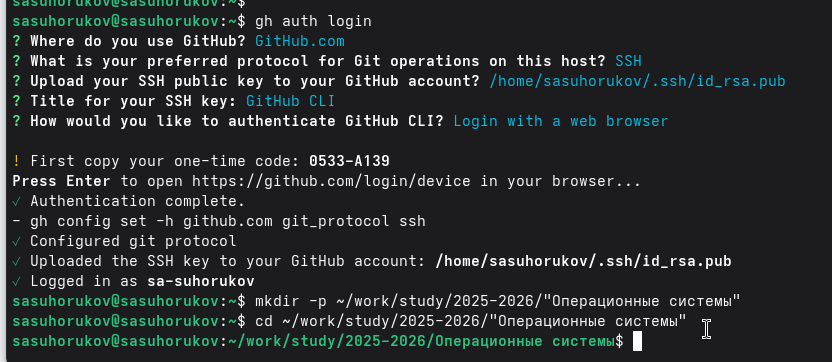 sasuhorukov@sasuhorukov:~$
sasuhorukov@sasuhorukov:~$ gh auth login
? Where do you use GitHub? GitHub.com
? What is your preferred protocol for Git operations on this host? SSH
? Upload your SSH public key to your GitHub account? /home/sasuhorukov/.ssh/id_rsa.pub
? Title for your SSH key: GitHub CLI
? How would you like to authenticate GitHub CLI? Login with a web browser
! First copy your one-time code: 0533-A139
Press Enter to open https://github.com/login/device in your browser...
✓ Authentication complete.
- gh config set -h github.com git_protocol ssh
✓ Configured git protocol
✓ Uploaded the SSH key to your GitHub account: /home/sasuhorukov/.ssh/id_rsa.pub
✓ Logged in as sa-suhorukov
sasuhorukov@sasuhorukov:~$ mkdir -p ~/work/study/2025-2026/"Операционные системы"
sasuhorukov@sasuhorukov:~$ cd ~/work/study/2025-2026/"Операционные системы"
sasuhorukov@sasuhorukov:~/work/study/2025-2026/Операционные системы$